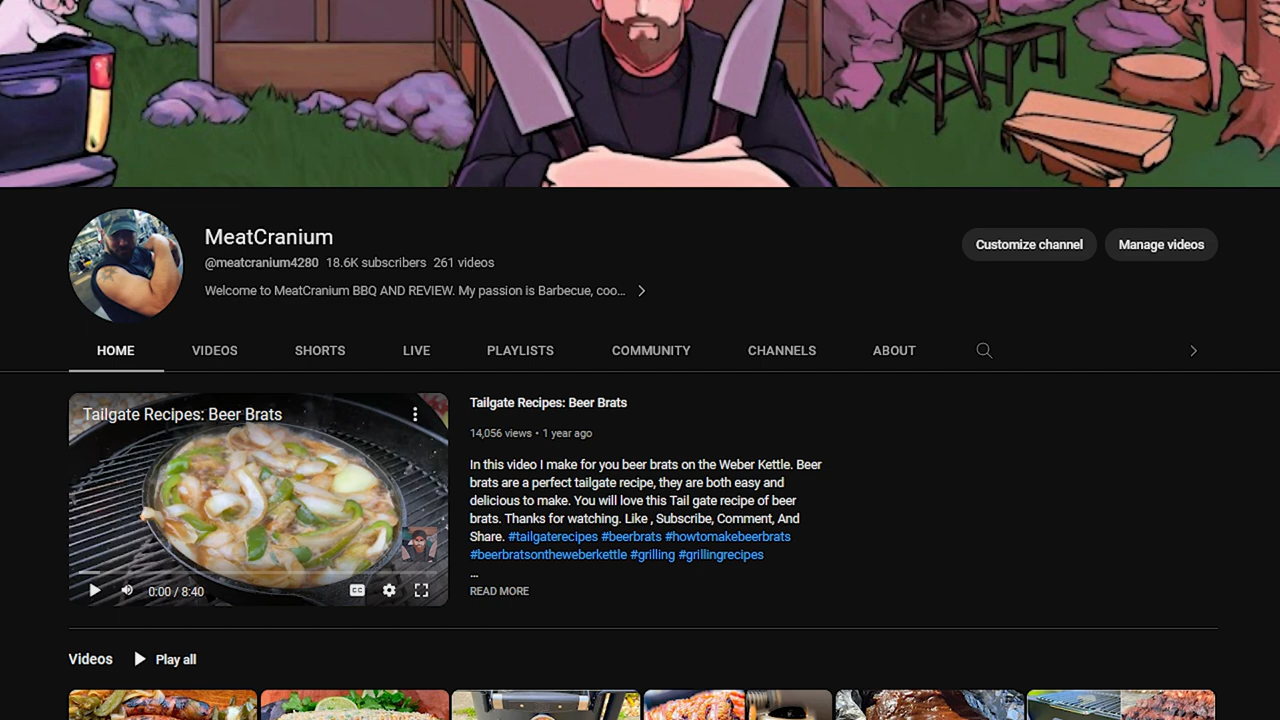 MeatCranium
@meatcranium4280 18.6K subscribers 261 videos
Welcome to MeatCranium BBQ AND REVIEW. My passion is Barbecue, coo...
Customize channel
Manage videos
HOME VIDEOS SHORTS LIVE PLAYLISTS COMMUNITY CHANNELS ABOUT
Tailgate Recipes: Beer Brats
0:00 / 8:40
CC
Tailgate Recipes: Beer Brats
14,056 views • 1 year ago
In this video I make for you beer brats on the Weber Kettle. Beer
brats are a perfect tailgate recipe, they are both easy and
delicious to make. You will love this Tail gate recipe of beer
brats. Thanks for watching. Like , Subscribe, Comment, And
Share. #tailgaterecipes #beerbrats #howtomakebeerbrats
#beerbratsontheweberkettle #grilling #grillingrecipes
...
READ MORE
Videos
Play all